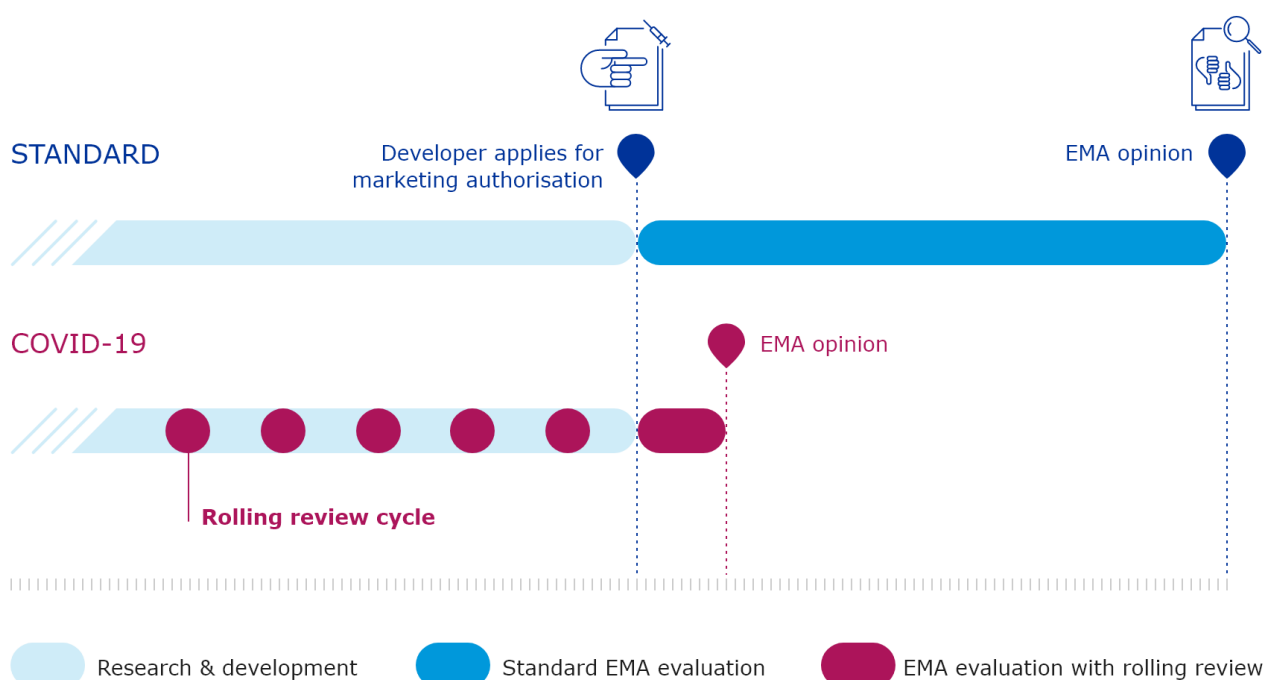 STANDARD
Developer applies for
marketing authorisation
EMA opinion
COVID-19
EMA opinion
Rolling review cycle
Research & development
Standard EMA evaluation
EMA evaluation with rolling review